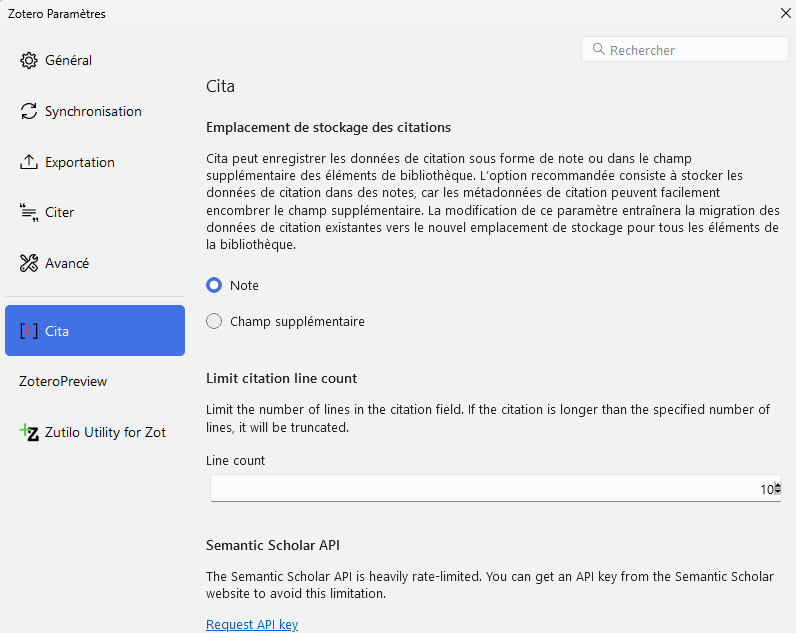 Zotero Paramètres
Rechercher
Général
Synchronisation
Exportation
Citer
Avancé
Cita
ZoteroPreview
Zutilo Utility for Zot
Cita
Emplacement de stockage des citations
Cita peut enregistrer les données de citation sous forme de note ou dans le champ
supplémentaire des éléments de bibliothèque. L'option recommandée consiste à stocker les
données de citation dans des notes, car les métadonnées de citation peuvent facilement
encombrer le champ supplémentaire. La modification de ce paramètre entraînera la migration des
données de citation existantes vers le nouvel emplacement de stockage pour tous les éléments de
la bibliothèque.
Note
Champ supplémentaire
Limit citation line count
Limit the number of lines in the citation field. If the citation is longer than the specified number of
lines, it will be truncated.
Line count
10
Semantic Scholar API
The Semantic Scholar API is heavily rate-limited. You can get an API key from the Semantic Scholar
website to avoid this limitation.
Request API key